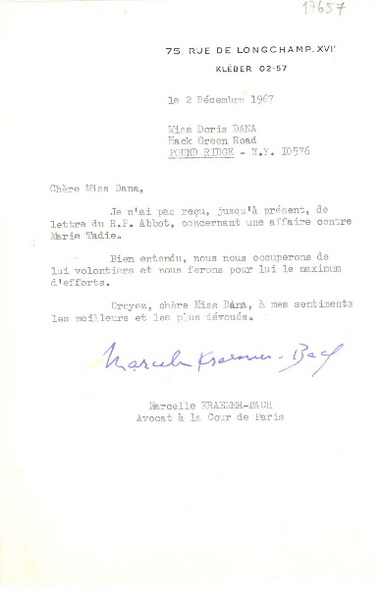 17657
75, RUE DE LONGCHAMP. XVIᵉ
KLÉBER 02-57
le 2 Décembre 1967
Miss Doris DANA
Hack Green Road
POUND RIDGE - N.Y. 10576
Chère Miss Dana,
Je n'ai pas reçu, jusqu'à présent, de
lettre du R.P. Abbot, concernant une affaire contre
Marie Tadie.
Bien entendu, nous nous occuperons de
lui volontiers et nous ferons pour lui le maximum
d'efforts.
Croyez, chère Miss Dana, à mes sentiments
les meilleurs et les plus dévoués.
Marcelle Kraemer-Bach
Marcelle KRAEMER-BACH
Avocat à la Cour de Paris